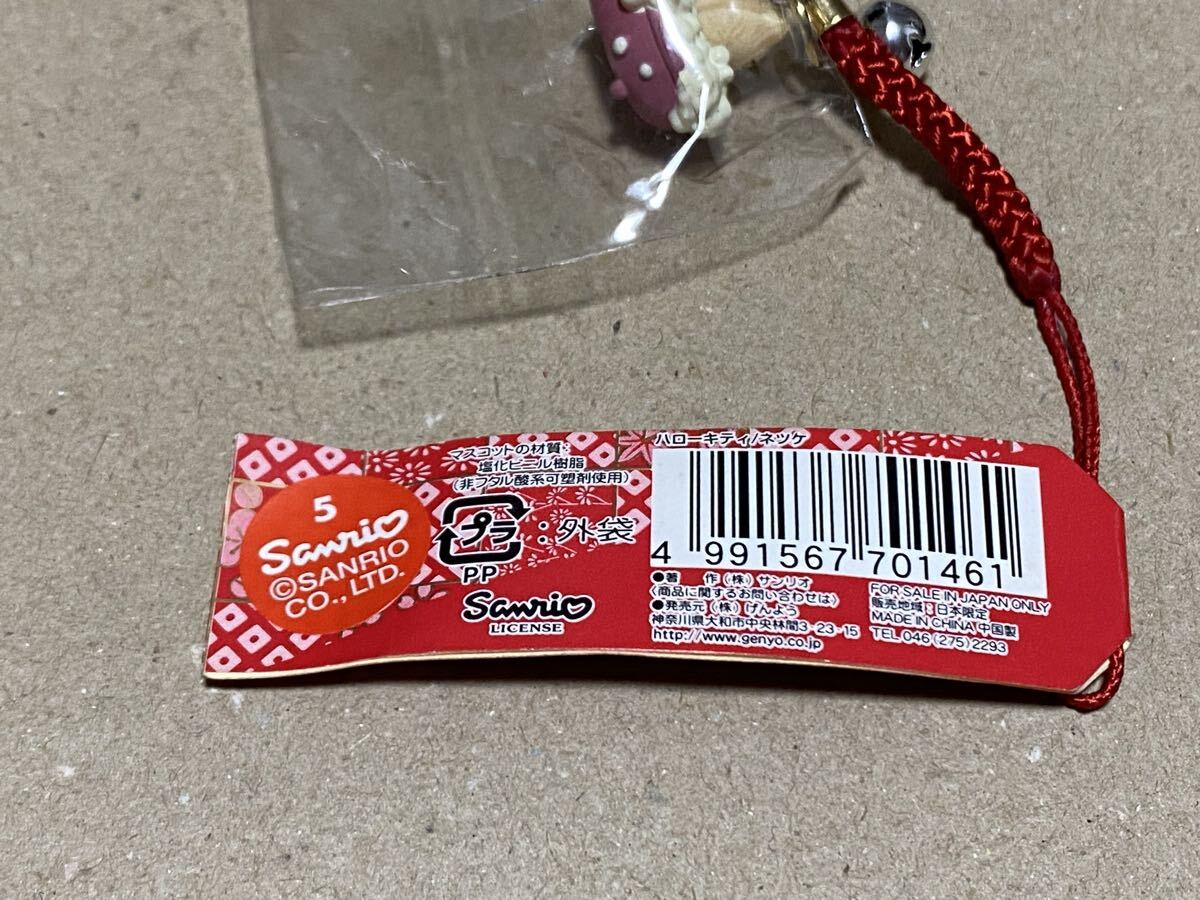 5
Sanrio
©SANRIO
CO., LTD.
マスコットの材質:
塩化ビニル樹脂
(非フタル酸系可塑剤使用)
プラ:外袋
PP
Sanrio
LICENSE
ハローキティ/ネツケ
4 991567 701461
●著 作(株)サンリオ
〈商品に関するお問い合わせは〉
●発売元(株)げんよう
神奈川県大和市中央林間3-23-15
http://www.genyo.co.jp
FOR SALE IN JAPAN ONLY
販売地域:日本限定
MADE IN CHINA 中国製
TEL 046(275)2293